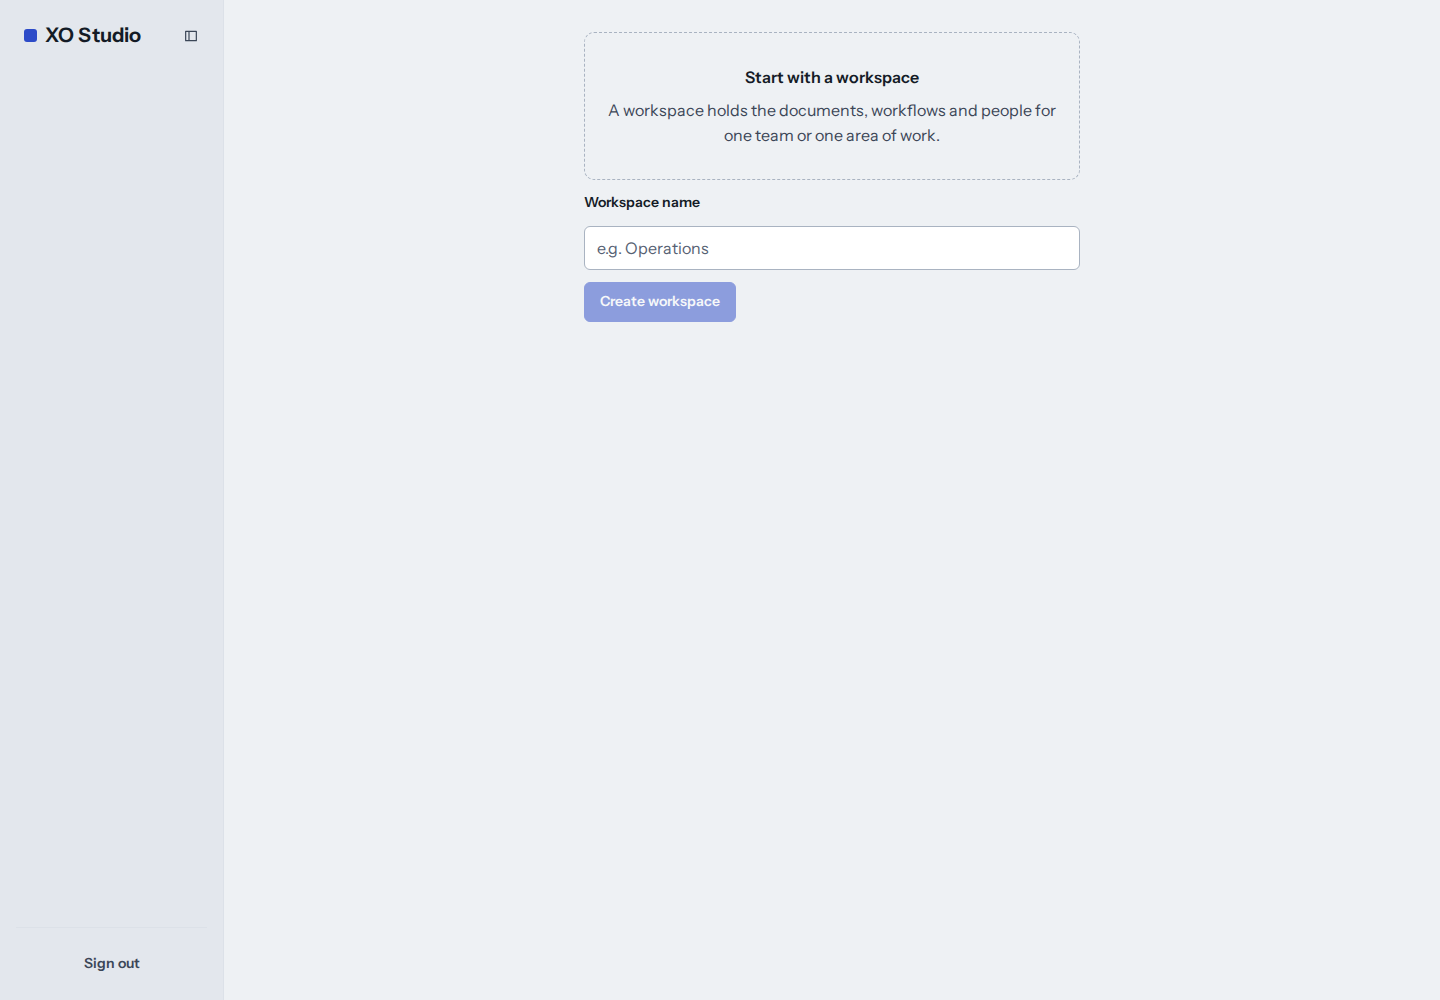 XO Studio
Start with a workspace
A workspace holds the documents, workflows and people for
one team or one area of work.
Workspace name
e.g. Operations
Create workspace
Sign out